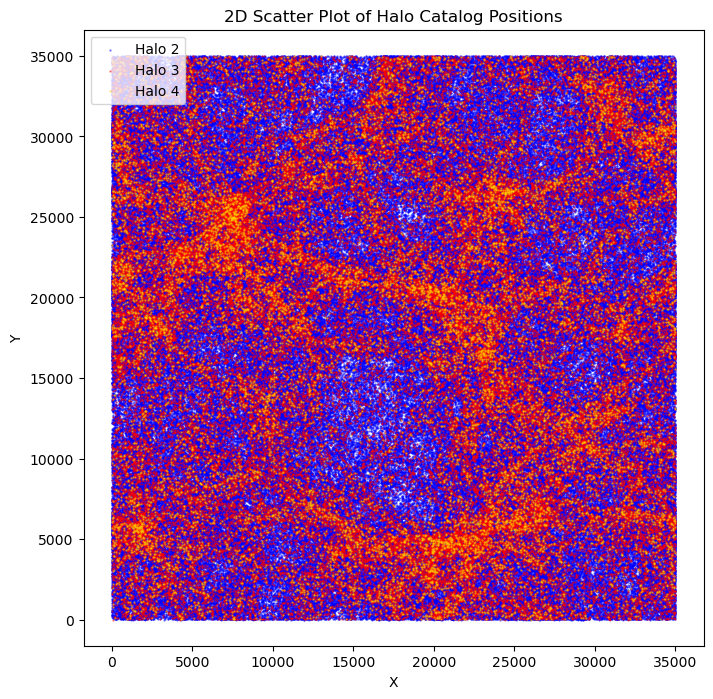 2D Scatter Plot of Halo Catalog Positions
Halo 2
Halo 3
Halo 4
35000
30000
25000
20000
15000
10000
5000
0
Y
0 5000 10000 15000 20000 25000 30000 35000
X